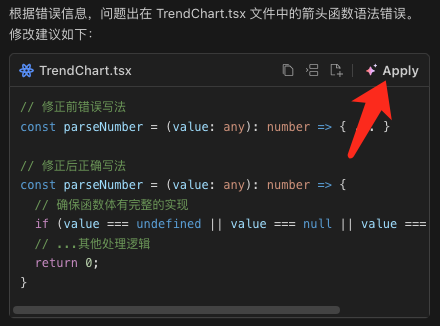 根据错误信息，问题出在 TrendChart.tsx 文件中的箭头函数语法错误。
修改建议如下：
TrendChart.tsx
Apply
// 修正前错误写法
const parseNumber = (value: any): number => { . }
// 修正后正确写法
const parseNumber = (value: any): number => {
// 确保函数体有完整的实现
if (value === undefined || value === null || value ===
// ...其他处理逻辑
return 0;
}